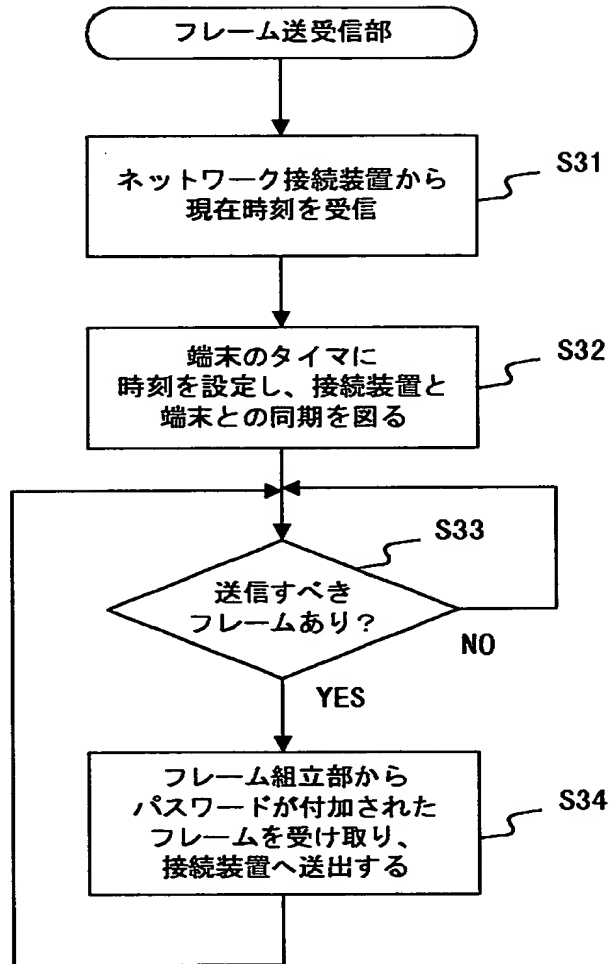 フレーム送受信部
ネットワーク接続装置から
現在時刻を受信
S31
端末のタイマに
時刻を設定し、接続装置と
端末との同期を図る
S32
S33
送信すべき
フレームあり?
NO
YES
フレーム組立部から
パスワードが付加された
フレームを受け取り、
接続装置へ送出する
S34